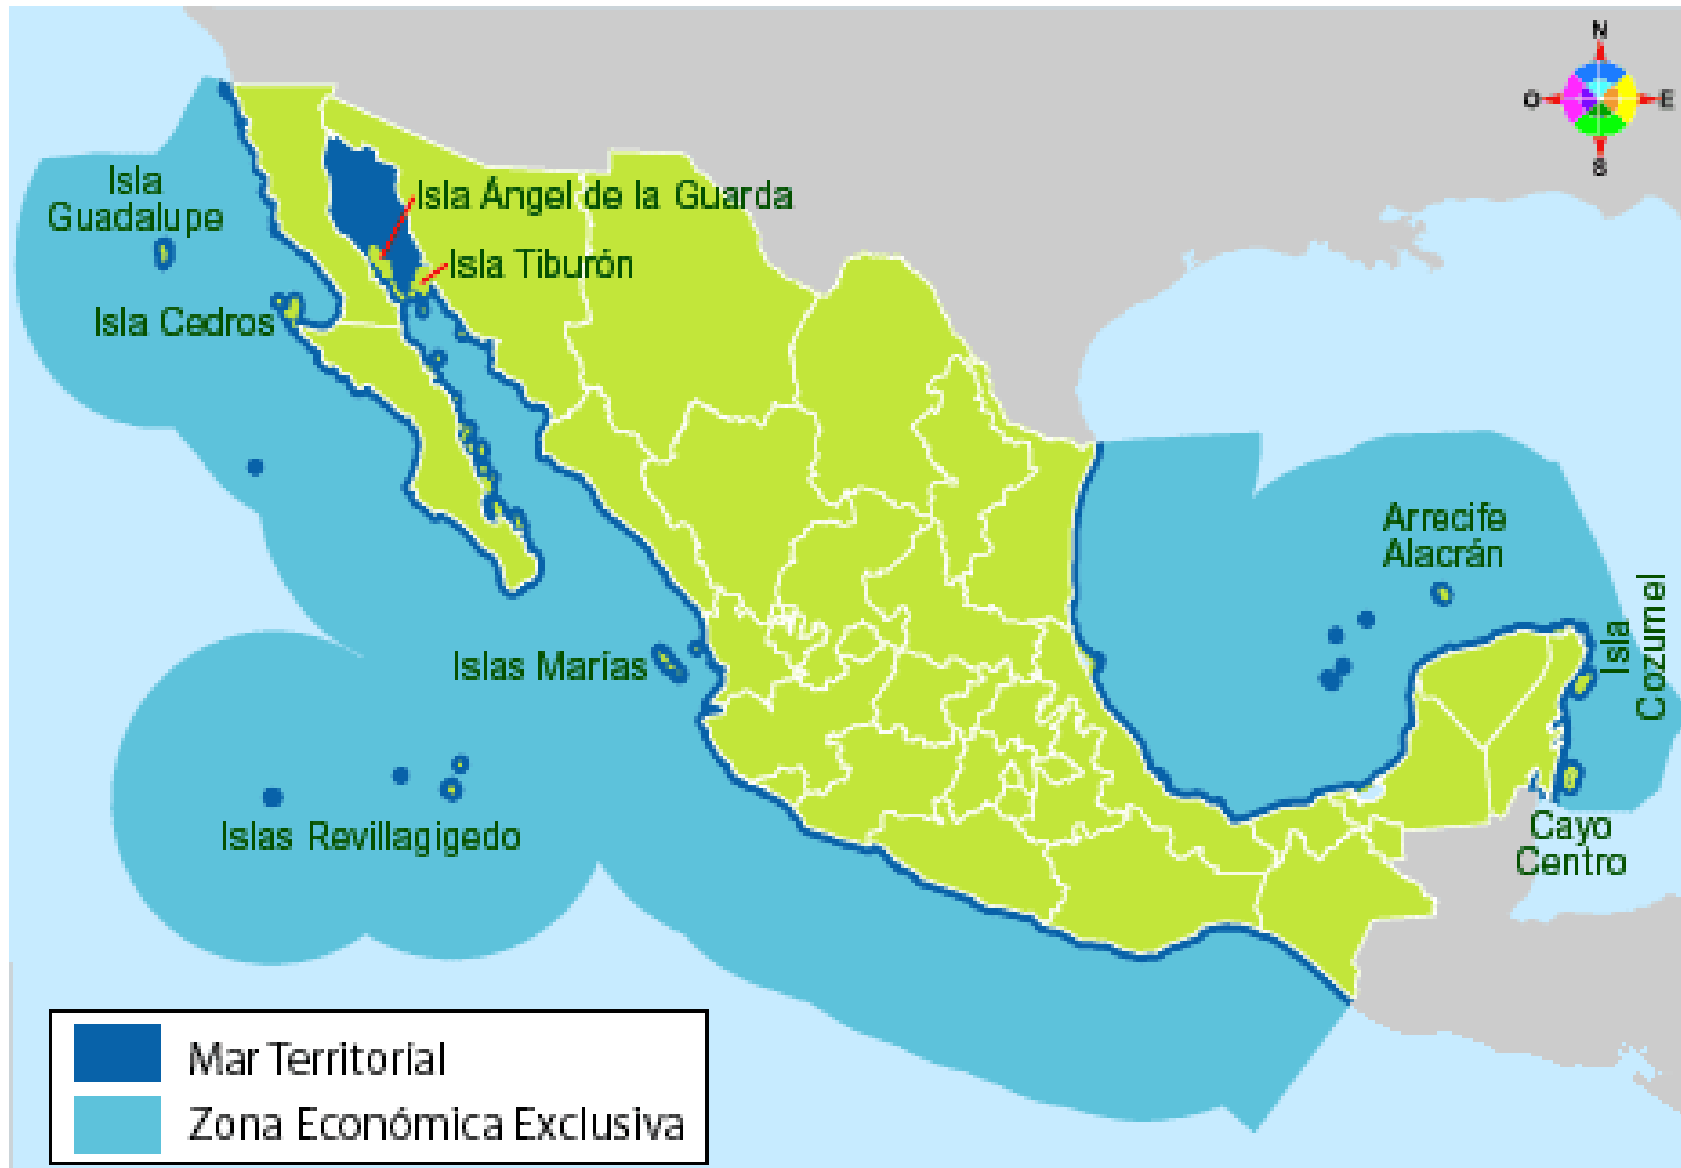 N
O
E
S
Isla
Guadalupe
Isla Ángel de la Guarda
Isla Tiburón
Isla Cedros
Arrecife
Alacrán
Isla
Cozumel
Islas Marías
Islas Revillagigedo
Cayo
Centro
Mar Territorial
Zona Económica Exclusiva